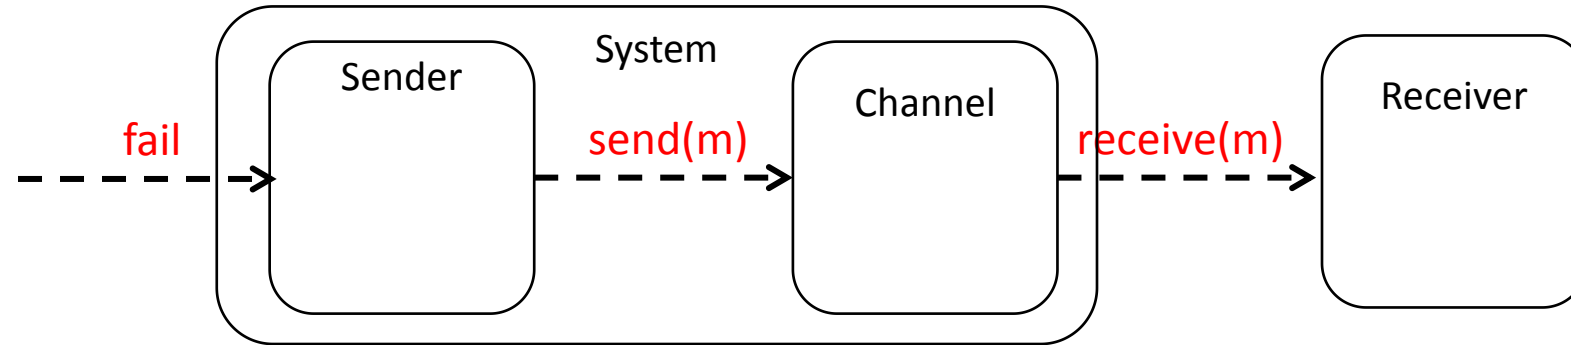 System
Sender
Channel
Receiver
fail
send(m)
receive(m)